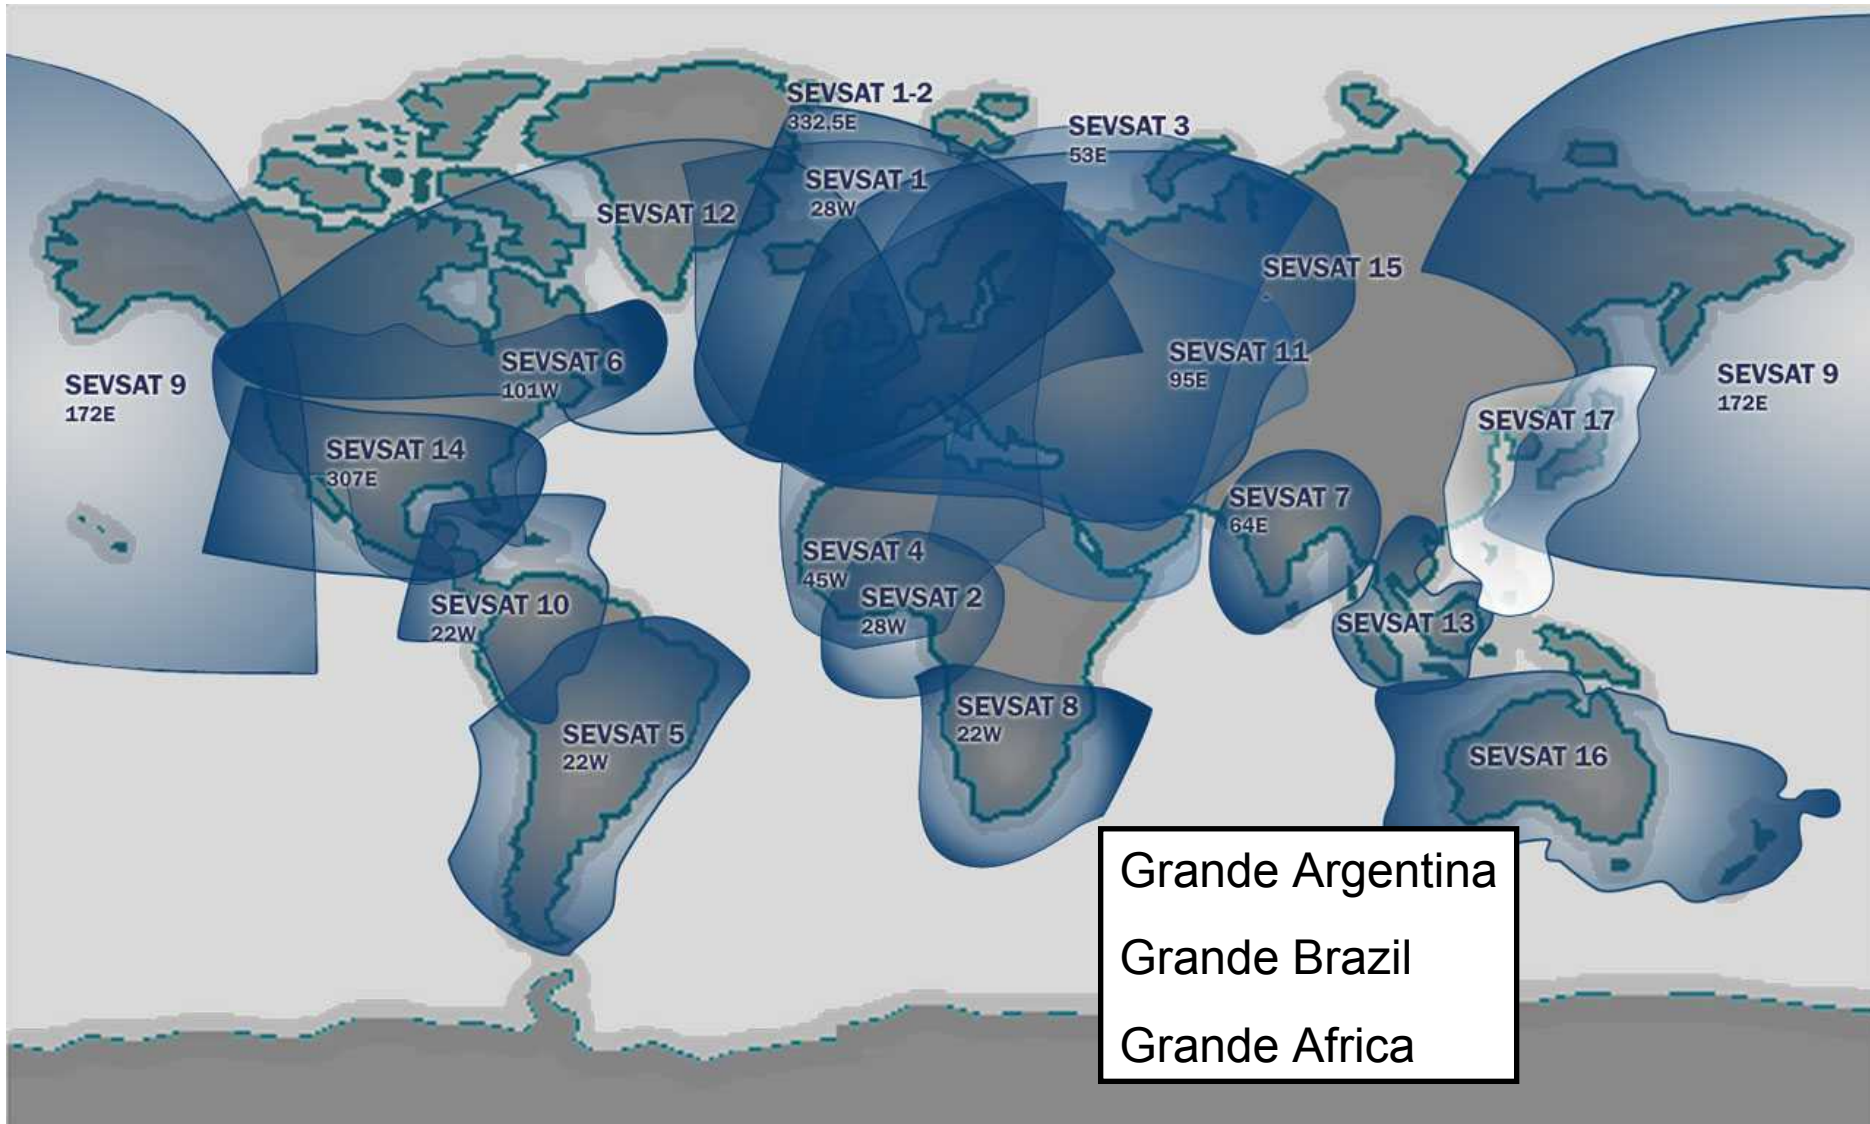 SEVSAT 1-2
332,5E
SEVSAT 3
53E
SEVSAT 1
28W
SEVSAT 12
SEVSAT 15
SEVSAT 6
101W
SEVSAT 11
95E
SEVSAT 9
172E
SEVSAT 9
172E
SEVSAT 17
SEVSAT 14
307E
SEVSAT 7
64E
SEVSAT 4
45W
SEVSAT 10
22W
SEVSAT 2
28W
SEVSAT 13
SEVSAT 5
22W
SEVSAT 8
22W
SEVSAT 16
Grande Argentina
Grande Brazil
Grande Africa